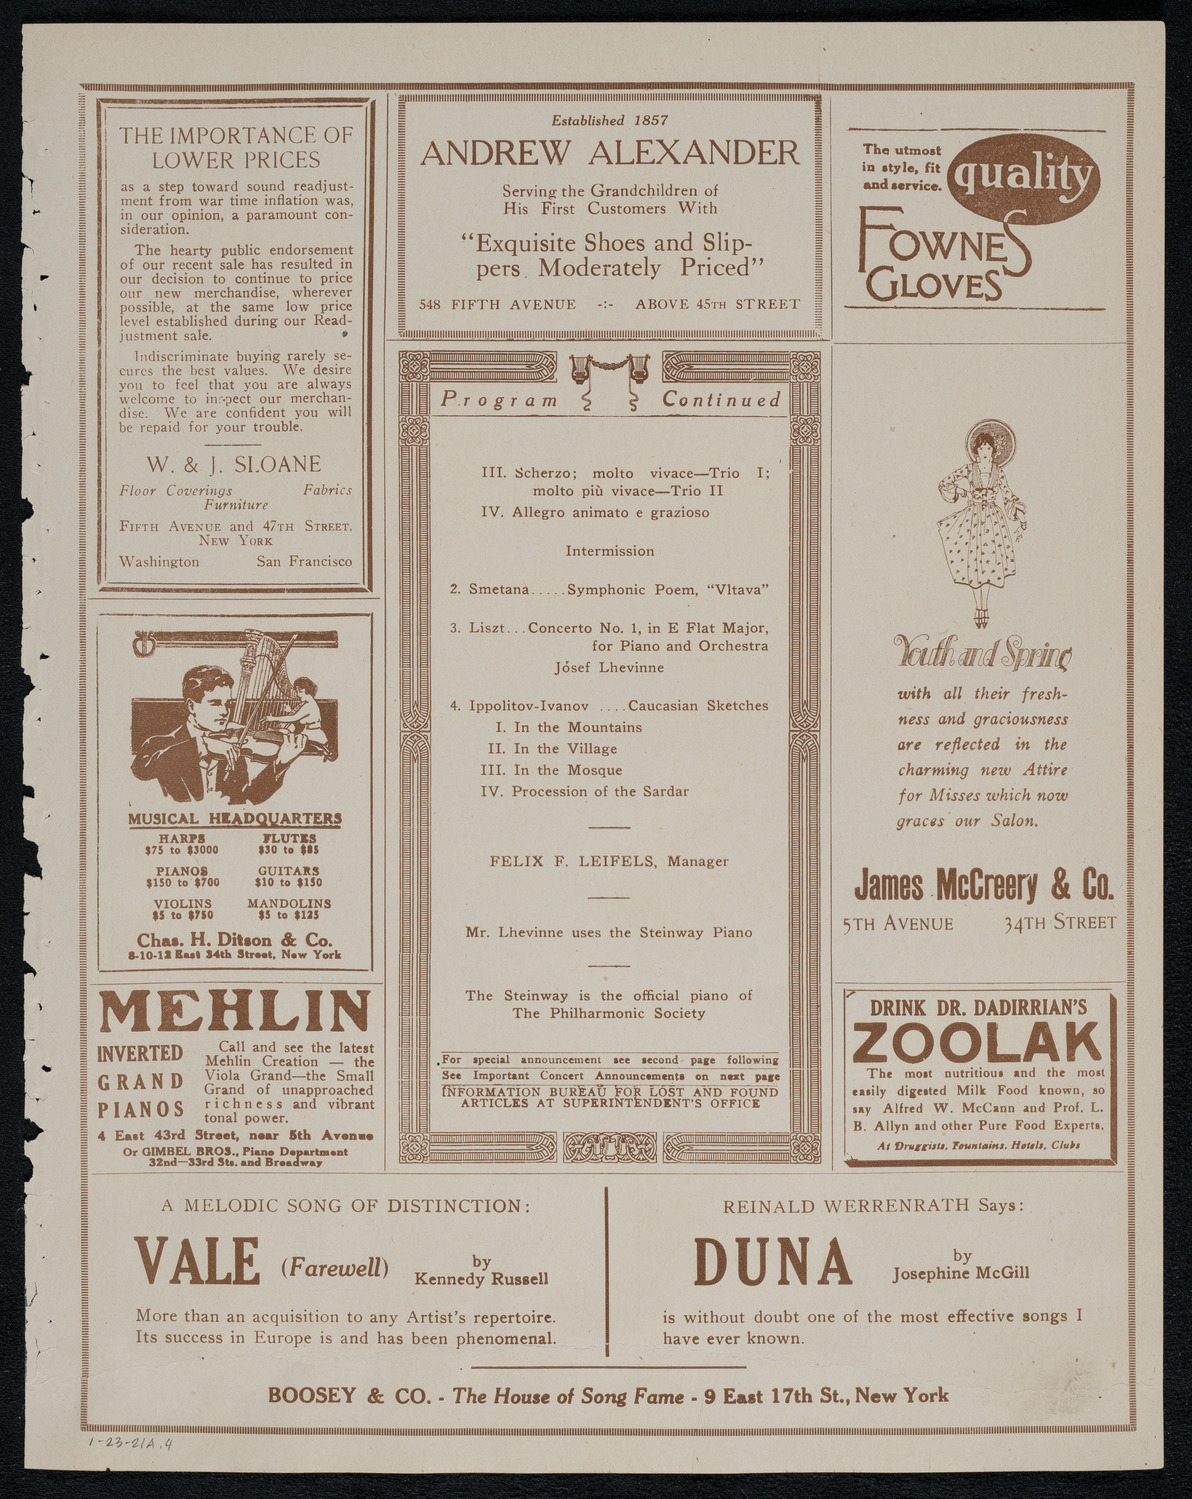 THE IMPORTANCE OF
LOWER PRICES
as a step toward sound readjust-
ment from war time inflation was,
in our opinion, a paramount con-
sideration.
The hearty public endorsement
of our recent sale has resulted in
our decision to continue to price
our new merchandise, wherever
possible, at the same low price
level established during our Read-
justment sale.
Indiscriminate buying rarely se-
cures the best values. We desire
you to feel that you are always
welcome to inspect our merchan-
dise. We are confident you will
be repaid for your trouble.
W. & J. SLOANE
Floor Coverings Fabrics
Furniture
FIFTH AVENUE and 47TH STREET.
NEW YORK
Washington San Francisco
MUSICAL HEADQUARTERS
HARPS FLUTES
$75 to $3000 $30 to $85
PIANOS GUITARS
$150 to $700 $10 to $150
VIOLINS MANDOLINS
$5 to $750 $5 to $125
Chas. H. Ditson & Co.
8-10-12 East 34th Street, New York
MEHLIN
INVERTED
GRAND
PIANOS
Call and see the latest
Mehlin Creation — the
Viola Grand—the Small
Grand of unapproached
richness and vibrant
tonal power.
4 East 43rd Street, near 5th Avenue
Or GIMBEL BROS., Piano Department
32nd—33rd Sts. and Broadway
Established 1857
ANDREW ALEXANDER
Serving the Grandchildren of
His First Customers With
“Exquisite Shoes and Slip-
pers Moderately Priced”
548 FIFTH AVENUE -:- ABOVE 45TH STREET
Program Continued
III. Scherzo; molto vivace—Trio I;
molto più vivace—Trio II
IV. Allegro animato e grazioso
Intermission
2. Smetana.....Symphonic Poem, “Vltava”
3. Liszt...Concerto No. 1, in E Flat Major,
for Piano and Orchestra
Josef Lhevinne
4. Ippolitov-Ivanov ....Caucasian Sketches
I. In the Mountains
II. In the Village
III. In the Mosque
IV. Procession of the Sardar
FELIX F. LEIFELS, Manager
Mr. Lhevinne uses the Steinway Piano
The Steinway is the official piano of
The Philharmonic Society
For special announcement see second page following
See Important Concert Announcements on next page
INFORMATION BUREAU FOR LOST AND FOUND
ARTICLES AT SUPERINTENDENT'S OFFICE
The utmost
in style, fit
and service.
quality
FOWNES
GLOVES
Youth and Spring
with all their fresh-
ness and graciousness
are reflected in the
charming new Attire
for Misses which now
graces our Salon.
James McCreery & Co.
5TH AVENUE 34TH STREET
DRINK DR. DADIRRIAN'S
ZOOLAK
The most nutritious and the most
easily digested Milk Food known, so
say Alfred W. McCann and Prof. L.
B. Allyn and other Pure Food Experts.
At Druggists, Fountains, Hotels, Clubs
A MELODIC SONG OF DISTINCTION:
VALE (Farewell) by
Kennedy Russell
More than an acquisition to any Artist's repertoire.
Its success in Europe is and has been phenomenal.
REINALD WERRENRATH Says:
DUNA by
Josephine McGill
is without doubt one of the most effective songs I
have ever known.
BOOSEY & CO. - The House of Song Fame - 9 East 17th St., New York
1-23-21A.4